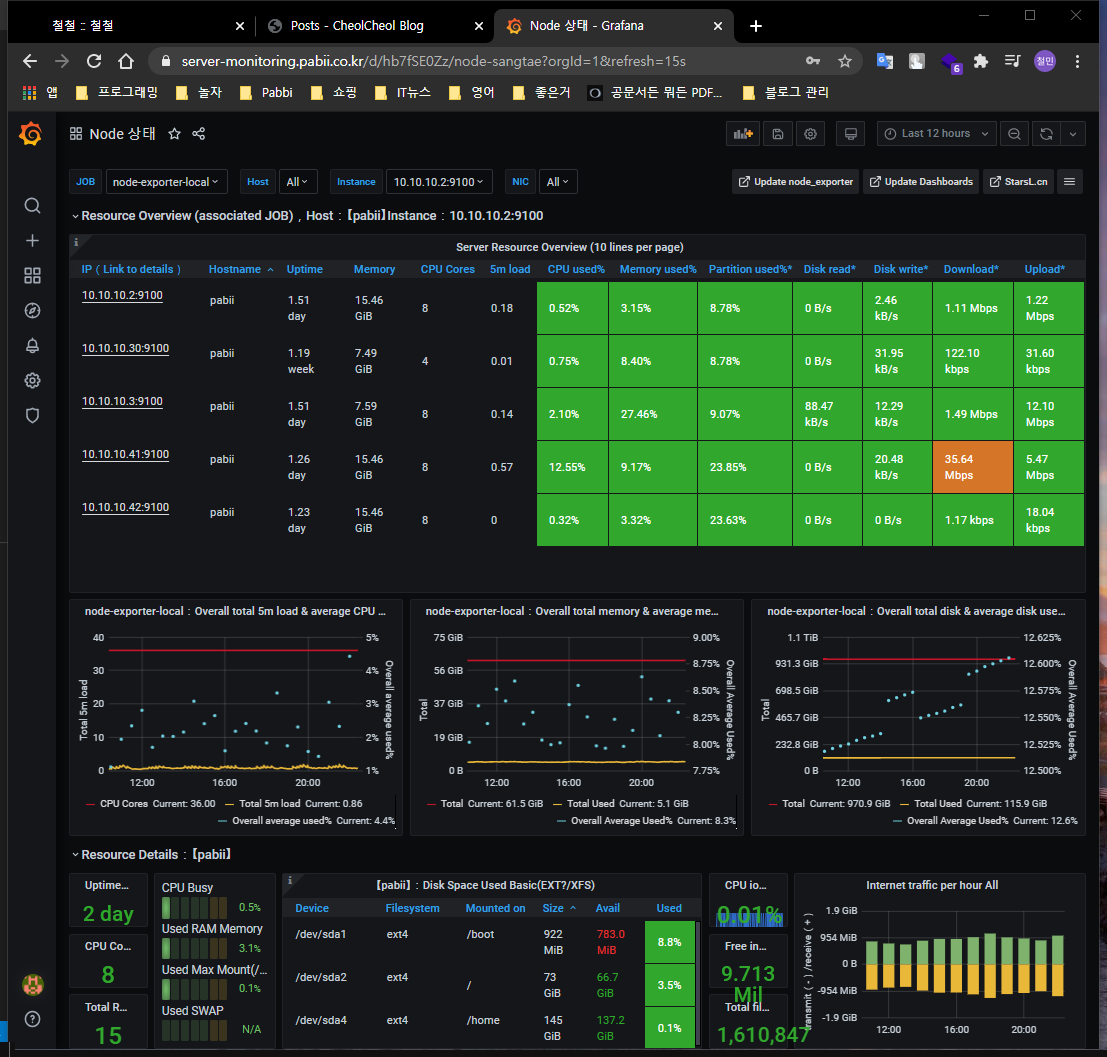 철철 :: 철철
Posts - CheolCheol Blog
Node 상태 - Grafana
server-monitoring.pabii.co.kr/d/hb7fSE0Zz/node-sangtae?orgId=1&refresh=15s
6
철인
앱 프로그래밍 놀자 Pabbi 쇼핑 IT뉴스 영어 좋은거 공문서든 뭐든 PDF... 블로그 관리
Node 상태
Last 12 hours
JOB node-exporter-local Host All Instance 10.10.10.2:9100 NIC All
Update node_exporter Update Dashboards StarsL.cn
Resource Overview (associated JOB)，Host：【pabii】Instance：10.10.10.2:9100
Server Resource Overview (10 lines per page)
IP（Link to details） Hostname Uptime Memory CPU Cores 5m load CPU used% Memory used% Partition used%* Disk read* Disk write* Download* Upload*
10.10.10.2:9100 pabii 1.51 day 15.46 GiB 8 0.18 0.52% 3.15% 8.78% 0 B/s 2.46 kB/s 1.11 Mbps 1.22 Mbps
10.10.10.30:9100 pabii 1.19 week 7.49 GiB 4 0.01 0.75% 8.40% 8.78% 0 B/s 31.95 kB/s 122.10 kbps 31.60 kbps
10.10.10.3:9100 pabii 1.51 day 7.59 GiB 8 0.14 2.10% 27.46% 9.07% 88.47 kB/s 12.29 kB/s 1.49 Mbps 12.10 Mbps
10.10.10.41:9100 pabii 1.26 day 15.46 GiB 8 0.57 12.55% 9.17% 23.85% 0 B/s 20.48 kB/s 35.64 Mbps 5.47 Mbps
10.10.10.42:9100 pabii 1.23 day 15.46 GiB 8 0 0.32% 3.32% 23.63% 0 B/s 0 B/s 1.17 kbps 18.04 kbps
node-exporter-local：Overall total 5m load & average CPU ...
Total 5m load
40
30
20
10
0
5%
4%
3%
2%
1%
Overall average used%
12:00 16:00 20:00
CPU Cores Current: 36.00 Total 5m load Current: 0.86
Overall average used% Current: 4.4%
node-exporter-local：Overall total memory & average me...
Total
75 GiB
56 GiB
37 GiB
19 GiB
0 B
9.00%
8.75%
8.50%
8.25%
8.00%
7.75%
Overall Average Used%
12:00 16:00 20:00
Total Current: 61.5 GiB Total Used Current: 5.1 GiB
Overall Average Used% Current: 8.3%
node-exporter-local：Overall total disk & average disk use...
Total
1.1 TiB
931.3 GiB
698.5 GiB
465.7 GiB
232.8 GiB
0 B
12.625%
12.600%
12.575%
12.550%
12.525%
12.500%
Overall Average Used%
12:00 16:00 20:00
Total Current: 970.9 GiB Total Used Current: 115.9 GiB
Overall Average Used% Current: 12.6%
Resource Details：【pabii】
Uptime...
2 day
CPU Co...
8
Total R...
15
CPU Busy
0.5%
Used RAM Memory
3.1%
Used Max Mount(/...
0.1%
Used SWAP
N/A
【pabii】：Disk Space Used Basic(EXT?/XFS)
Device Filesystem Mounted on Size Avail Used
/dev/sda1 ext4 /boot 922 MiB 783.0 MiB 8.8%
/dev/sda2 ext4 / 73 GiB 66.7 GiB 3.5%
/dev/sda4 ext4 /home 145 GiB 137.2 GiB 0.1%
CPU io...
0.01%
Free in...
9.713 Mil
Total fil...
1,610,847
Internet traffic per hour All
transmit (-) /receive (+)
1.9 GiB
954 MiB
0 B
-954 MiB
-1.9 GiB
12:00 16:00 20:00